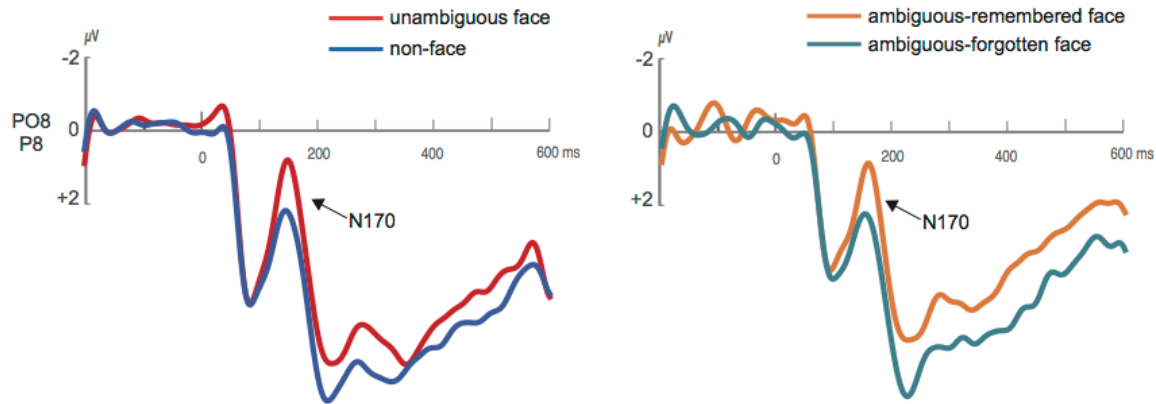 unambiguous face
non-face
µV
-2
0
+2
PO8
P8
0
200
400
600 ms
N170
ambiguous-remembered face
ambiguous-forgotten face
µV
-2
0
+2
0
200
400
600 ms
N170